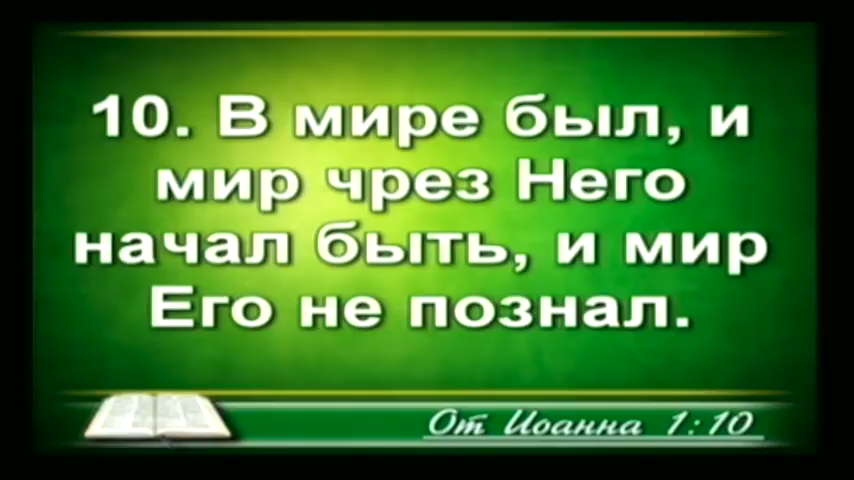 10. В мире был, и
мир чрез Него
начал быть, и мир
Его не познал.
От Иоанна 1:10